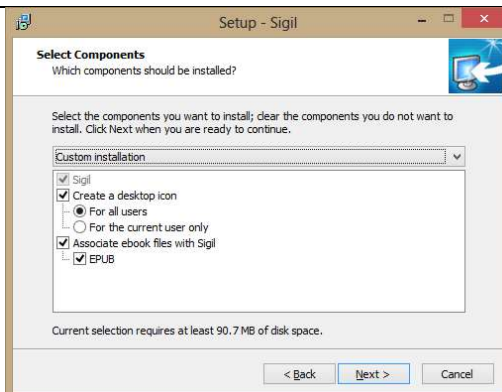 Setup - Sigil
Select Components
Which components should be installed?
Select the components you want to install; clear the components you do not want to
install. Click Next when you are ready to continue.
Custom installation
Sigil
Create a desktop icon
For all users
For the current user only
Associate ebook files with Sigil
EPUB
Current selection requires at least 90.7 MB of disk space.
< Back
Next >
Cancel